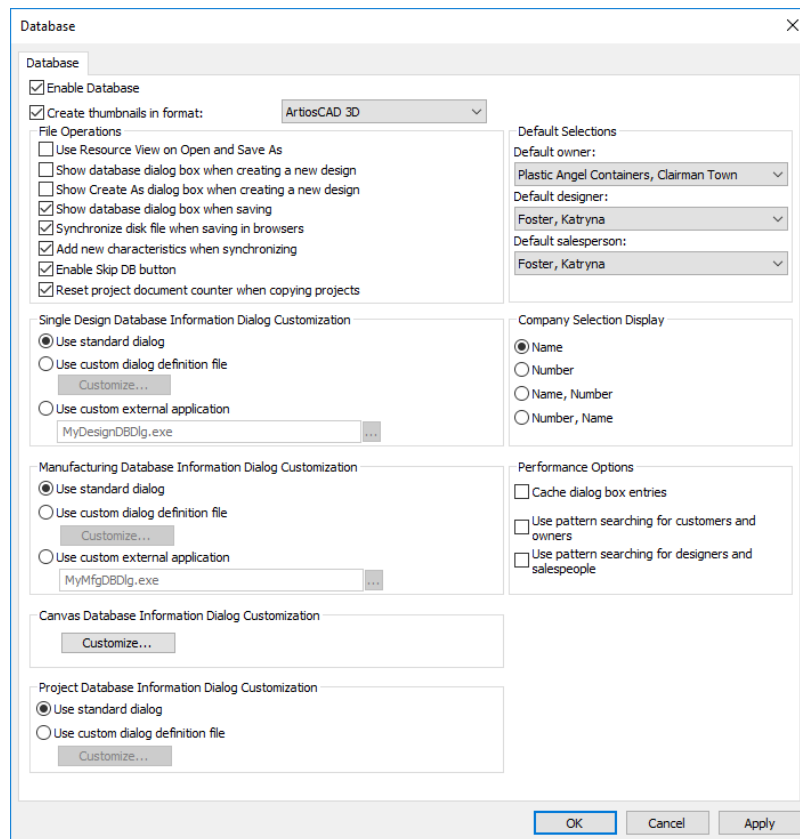 Database
Database
Enable Database
Create thumbnails in format:
ArtiosCAD 3D
File Operations
Use Resource View on Open and Save As
Show database dialog box when creating a new design
Show Create As dialog box when creating a new design
Show database dialog box when saving
Synchronize disk file when saving in browsers
Add new characteristics when synchronizing
Enable Skip DB button
Reset project document counter when copying projects
Default Selections
Default owner:
Plastic Angel Containers, Clairman Town
Default designer:
Foster, Katryna
Default salesperson:
Foster, Katryna
Single Design Database Information Dialog Customization
Use standard dialog
Use custom dialog definition file
Customize...
Use custom external application
MyDesignDBDlg.exe
...
Company Selection Display
Name
Number
Name, Number
Number, Name
Manufacturing Database Information Dialog Customization
Use standard dialog
Use custom dialog definition file
Customize...
Use custom external application
MyMfgDBDlg.exe
...
Performance Options
Cache dialog box entries
Use pattern searching for customers and
owners
Use pattern searching for designers and
salespeople
Canvas Database Information Dialog Customization
Customize...
Project Database Information Dialog Customization
Use standard dialog
Use custom dialog definition file
Customize...
OK
Cancel
Apply